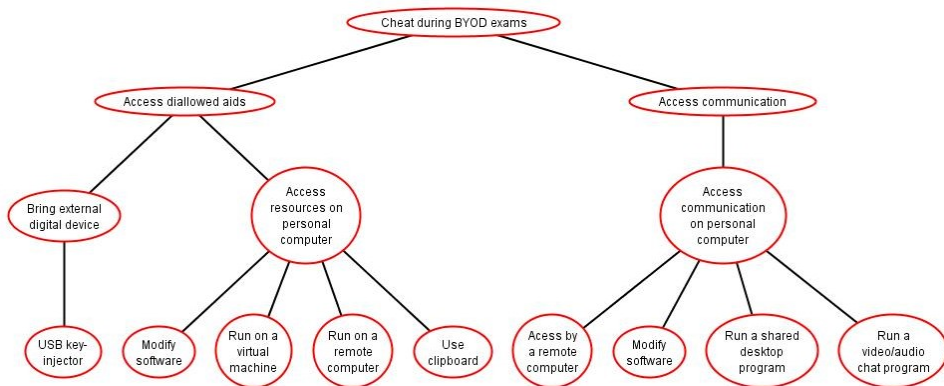 Cheat during BYOD exams
Access diallowed aids
Access communication
Bring external
digital device
Access
resources on
personal
computer
Access
communication
on personal
computer
USB key-
injector
Modify
software
Run on a
virtual
machine
Run on a
remote
computer
Use
clipboard
Acess by
a remote
computer
Modify
software
Run a shared
desktop
program
Run a
video/audio
chat program